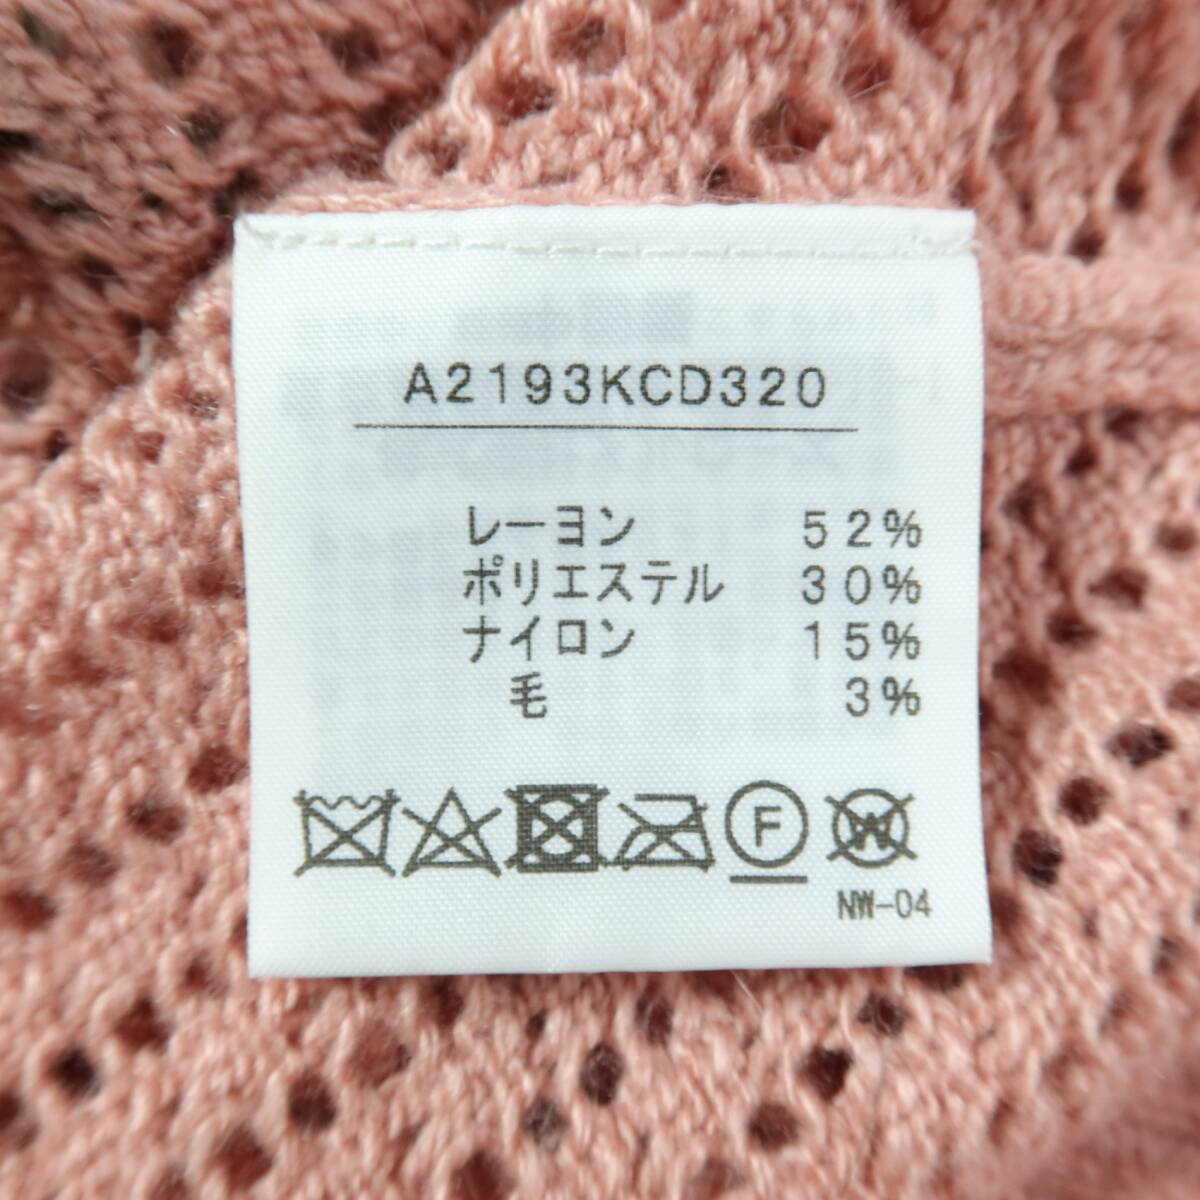 A2193KCD320
レーヨン 52%
ポリエステル 30%
ナイロン 15%
毛 3%
F W
NW-04